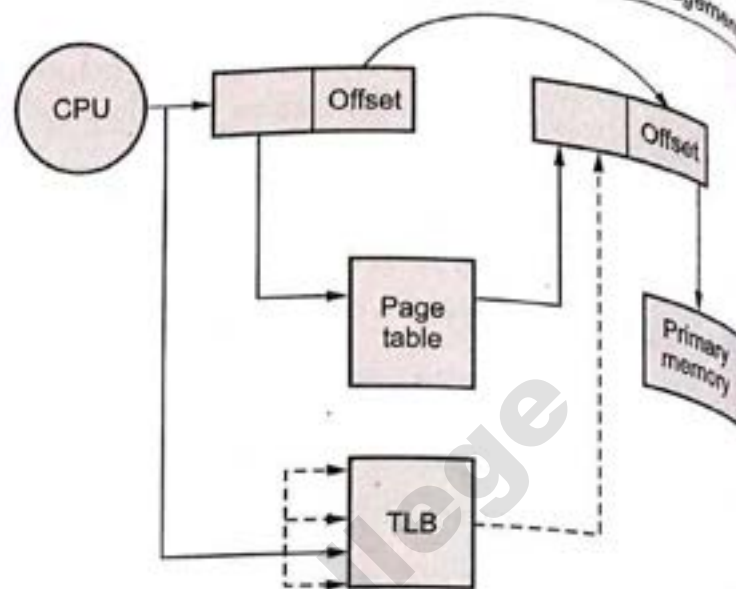 CPU
Offset
Offset
Page
table
Primary
memory
TLB